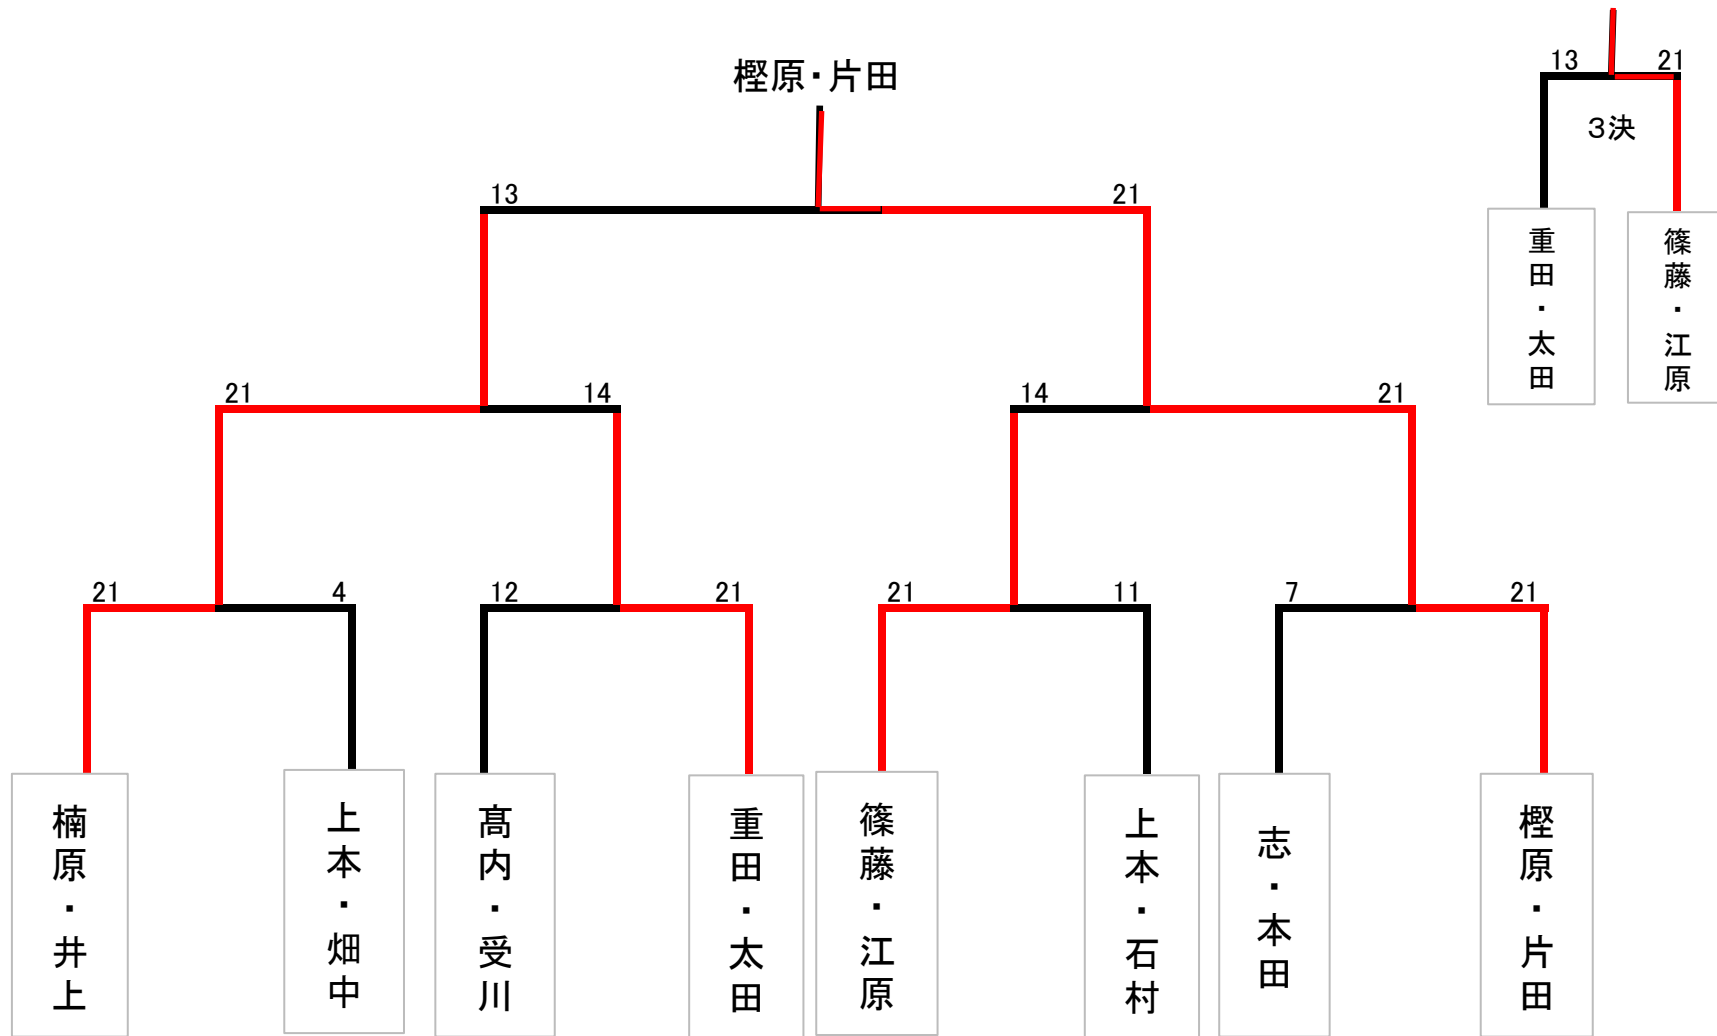 13 21
樫原・片田
3決
13 21
重田・太田
篠藤・江原
21 14 14 21
21 4 12 21 21 11 7 21
楠原・井上
上本・畑中
髙内・受川
重田・太田
篠藤・江原
上本・石村
志・本田
樫原・片田